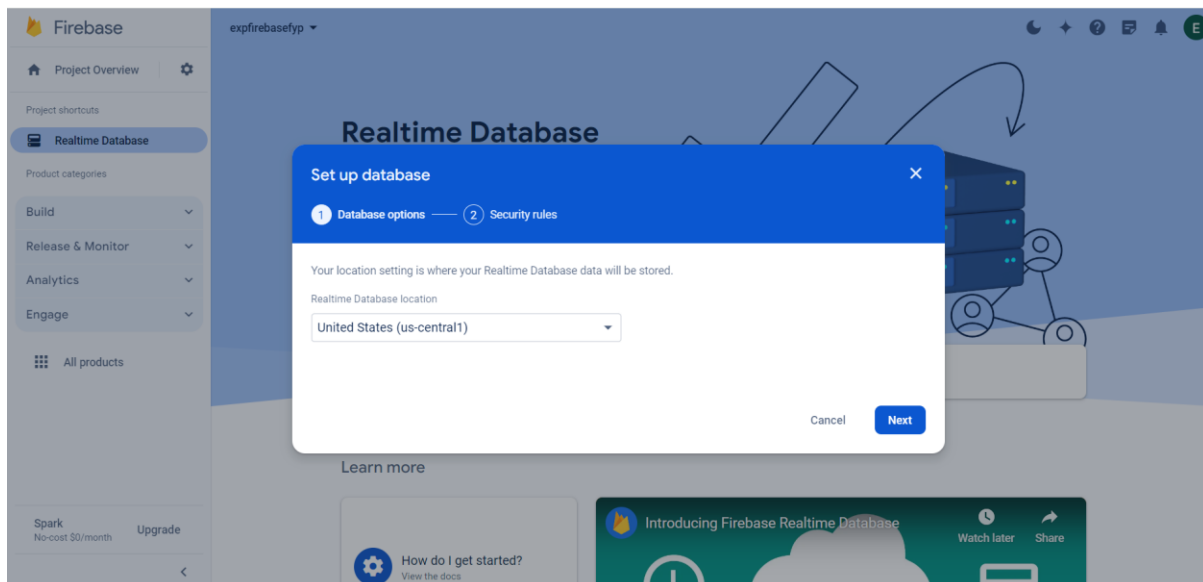 Firebase
expfirebasefyp
E
Project Overview
Project shortcuts
Realtime Database
Product categories
Build
Release & Monitor
Analytics
Engage
All products
Spark
No-cost $0/month
Upgrade
Realtime Database
Set up database
1 Database options
2 Security rules
Your location setting is where your Realtime Database data will be stored.
Realtime Database location
United States (us-central1)
Cancel
Next
Learn more
How do I get started?
View the docs
Introducing Firebase Realtime Database
Watch later
Share